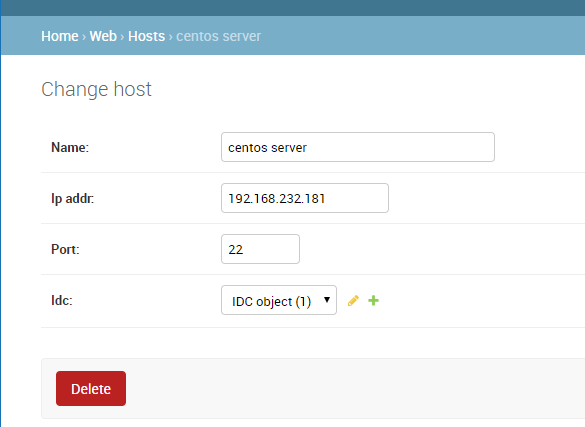 Home › Web › Hosts › centos server
Change host
Name: centos server
Ip addr: 192.168.232.181
Port: 22
Idc: IDC object (1)
Delete